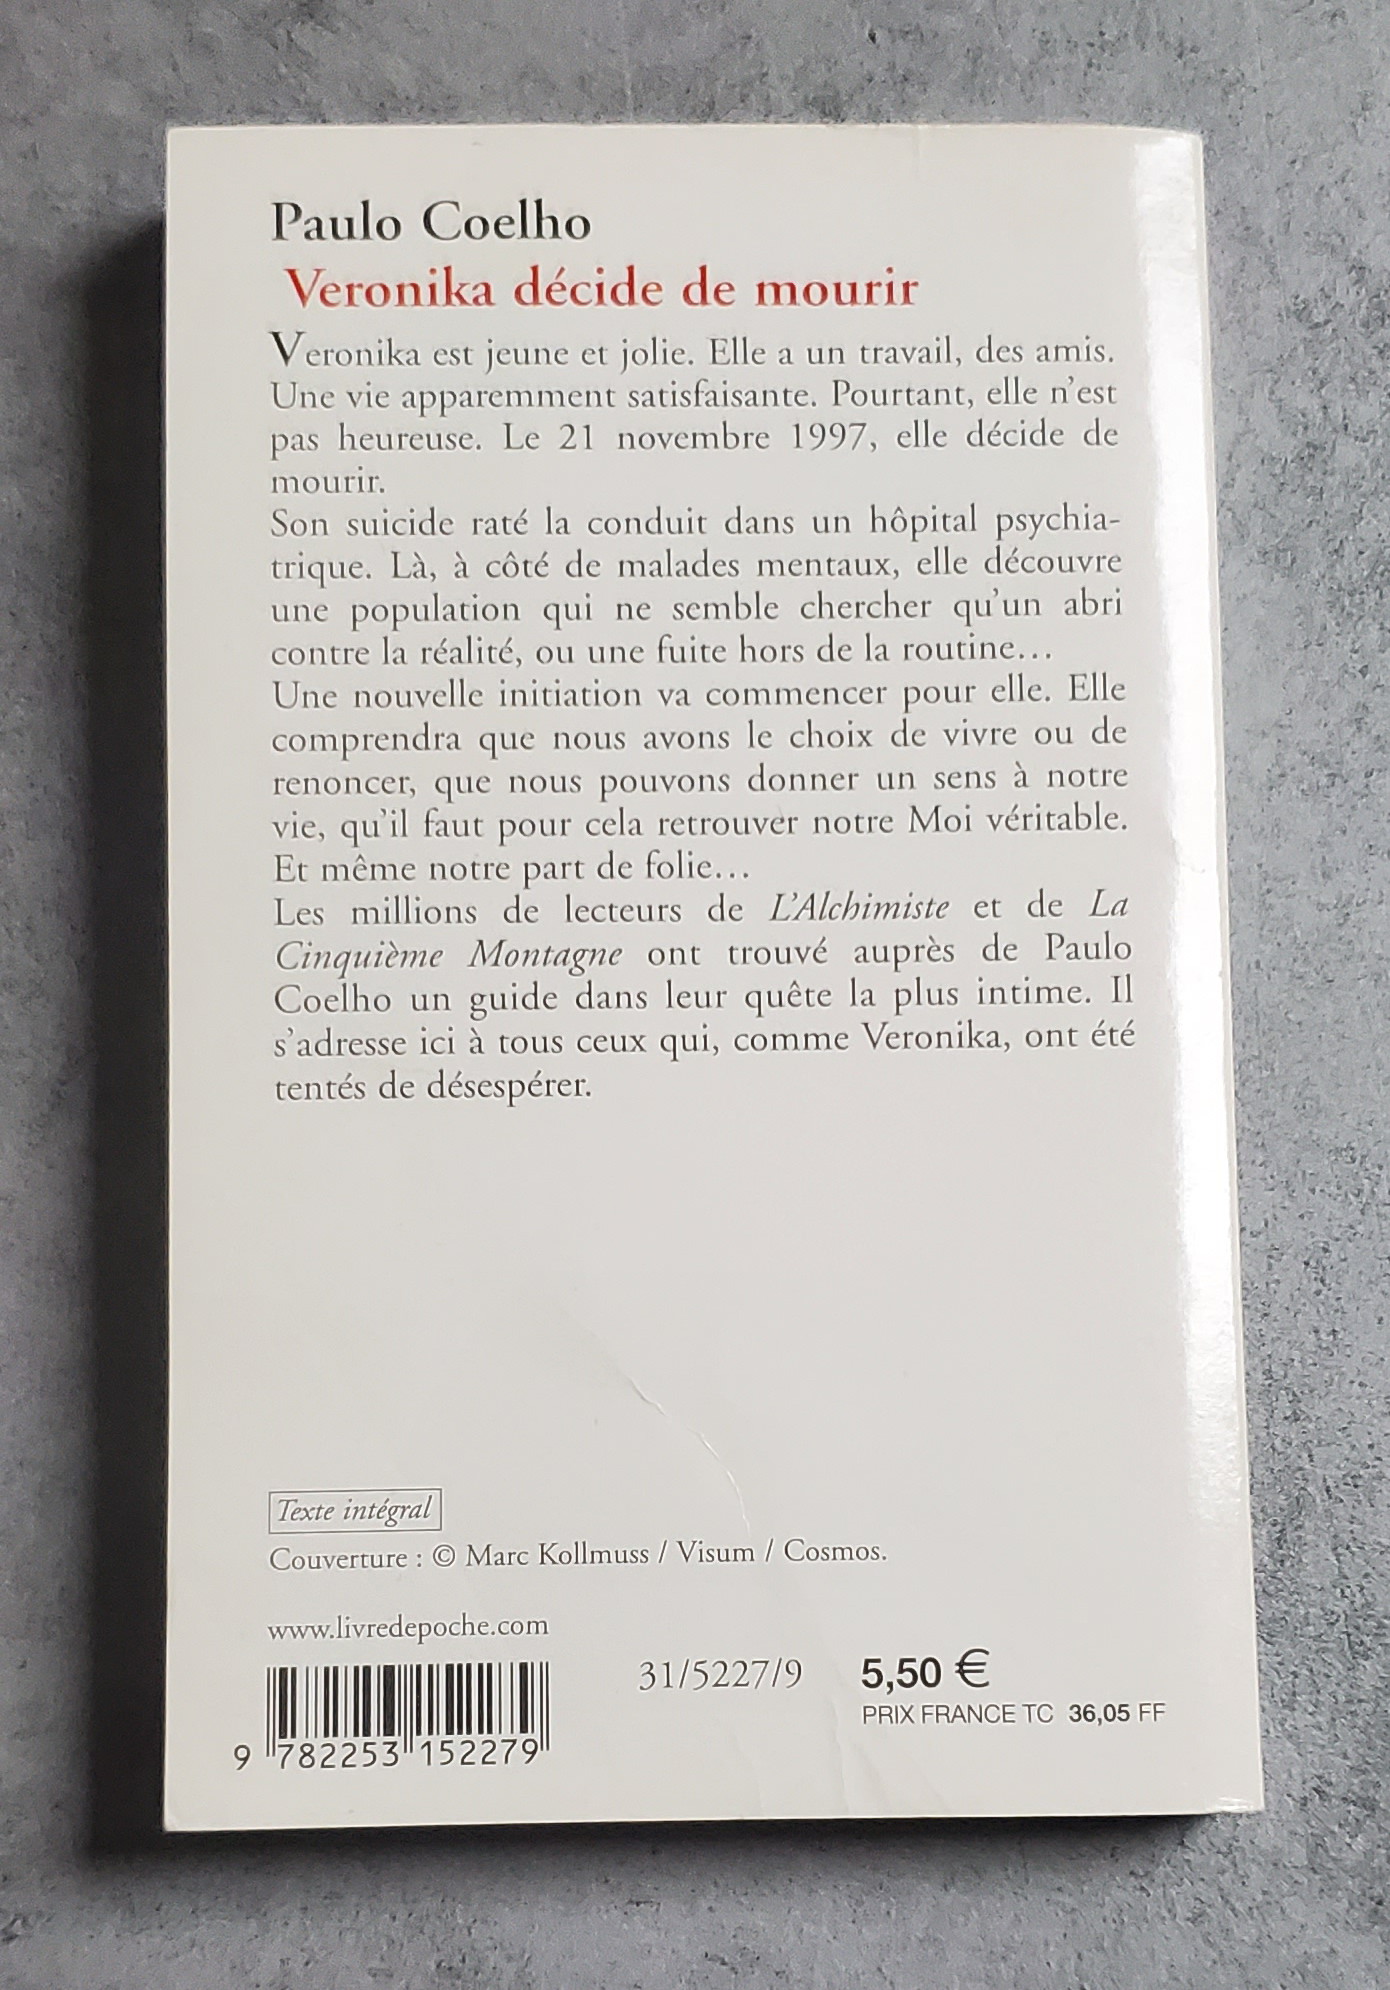 Paulo Coelho
Veronika décide de mourir
Veronika est jeune et jolie. Elle a un travail, des amis.
Une vie apparemment satisfaisante. Pourtant, elle n'est
pas heureuse. Le 21 novembre 1997, elle décide de
mourir.
Son suicide raté la conduit dans un hôpital psychia-
trique. Là, à côté de malades mentaux, elle découvre
une population qui ne semble chercher qu'un abri
contre la réalité, ou une fuite hors de la routine...
Une nouvelle initiation va commencer pour elle. Elle
comprendra que nous avons le choix de vivre ou de
renoncer, que nous pouvons donner un sens à notre
vie, qu'il faut pour cela retrouver notre Moi véritable.
Et même notre part de folie...
Les millions de lecteurs de L'Alchimiste et de La
Cinquième Montagne ont trouvé auprès de Paulo
Coelho un guide dans leur quête la plus intime. Il
s'adresse ici à tous ceux qui, comme Veronika, ont été
tentés de désespérer.
Texte intégral
Couverture : © Marc Kollmuss / Visum / Cosmos.
www.livredepoche.com
31/5227/9 5,50 €
PRIX FRANCE TC 36,05 FF
9 782253 152279